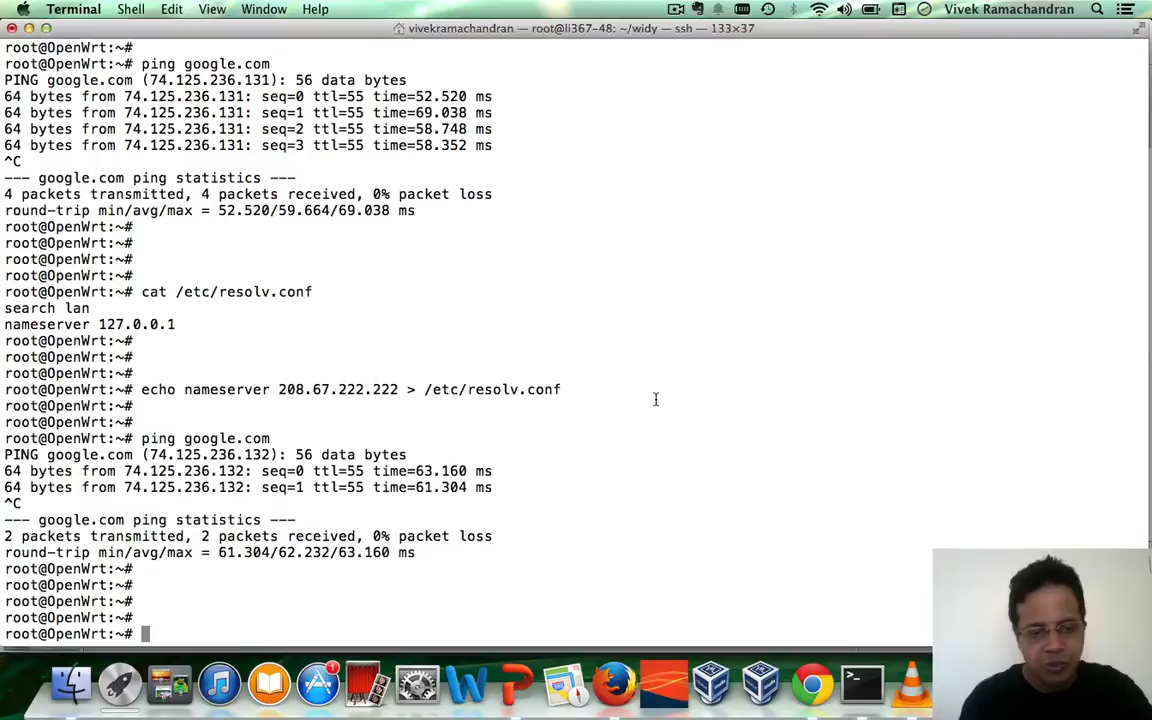 Terminal Shell Edit View Window Help Vivek Ramachandran
vivekramachandran — root@li367-48: ~/widy — ssh — 133×37
root@OpenWrt:~#
root@OpenWrt:~# ping google.com
PING google.com (74.125.236.131): 56 data bytes
64 bytes from 74.125.236.131: seq=0 ttl=55 time=52.520 ms
64 bytes from 74.125.236.131: seq=1 ttl=55 time=69.038 ms
64 bytes from 74.125.236.131: seq=2 ttl=55 time=58.748 ms
64 bytes from 74.125.236.131: seq=3 ttl=55 time=58.352 ms
^C
--- google.com ping statistics ---
4 packets transmitted, 4 packets received, 0% packet loss
round-trip min/avg/max = 52.520/59.664/69.038 ms
root@OpenWrt:~#
root@OpenWrt:~#
root@OpenWrt:~#
root@OpenWrt:~#
root@OpenWrt:~# cat /etc/resolv.conf
search lan
nameserver 127.0.0.1
root@OpenWrt:~#
root@OpenWrt:~#
root@OpenWrt:~#
root@OpenWrt:~# echo nameserver 208.67.222.222 > /etc/resolv.conf
root@OpenWrt:~#
root@OpenWrt:~#
root@OpenWrt:~# ping google.com
PING google.com (74.125.236.132): 56 data bytes
64 bytes from 74.125.236.132: seq=0 ttl=55 time=63.160 ms
64 bytes from 74.125.236.132: seq=1 ttl=55 time=61.304 ms
^C
--- google.com ping statistics ---
2 packets transmitted, 2 packets received, 0% packet loss
round-trip min/avg/max = 61.304/62.232/63.160 ms
root@OpenWrt:~#
root@OpenWrt:~#
root@OpenWrt:~#
root@OpenWrt:~#
root@OpenWrt:~#